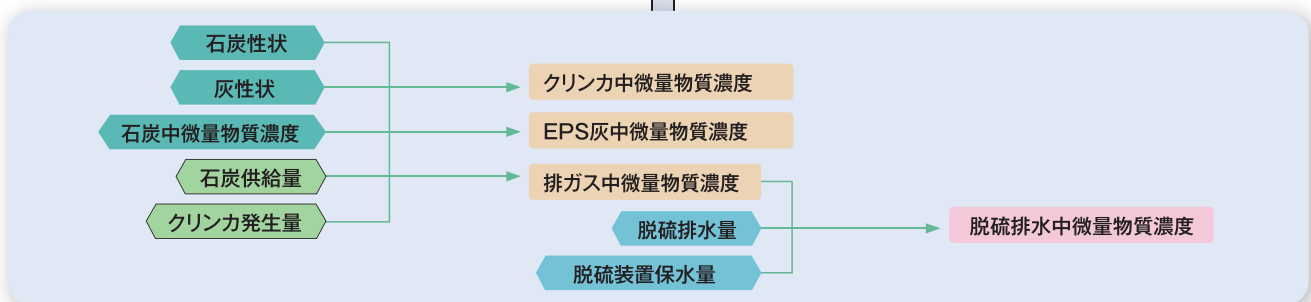 石炭性状
灰性状
石炭中微量物質濃度
石炭供給量
クリンカ発生量
クリンカ中微量物質濃度
EPS灰中微量物質濃度
排ガス中微量物質濃度
脱硫排水量
脱硫装置保水量
脱硫排水中微量物質濃度